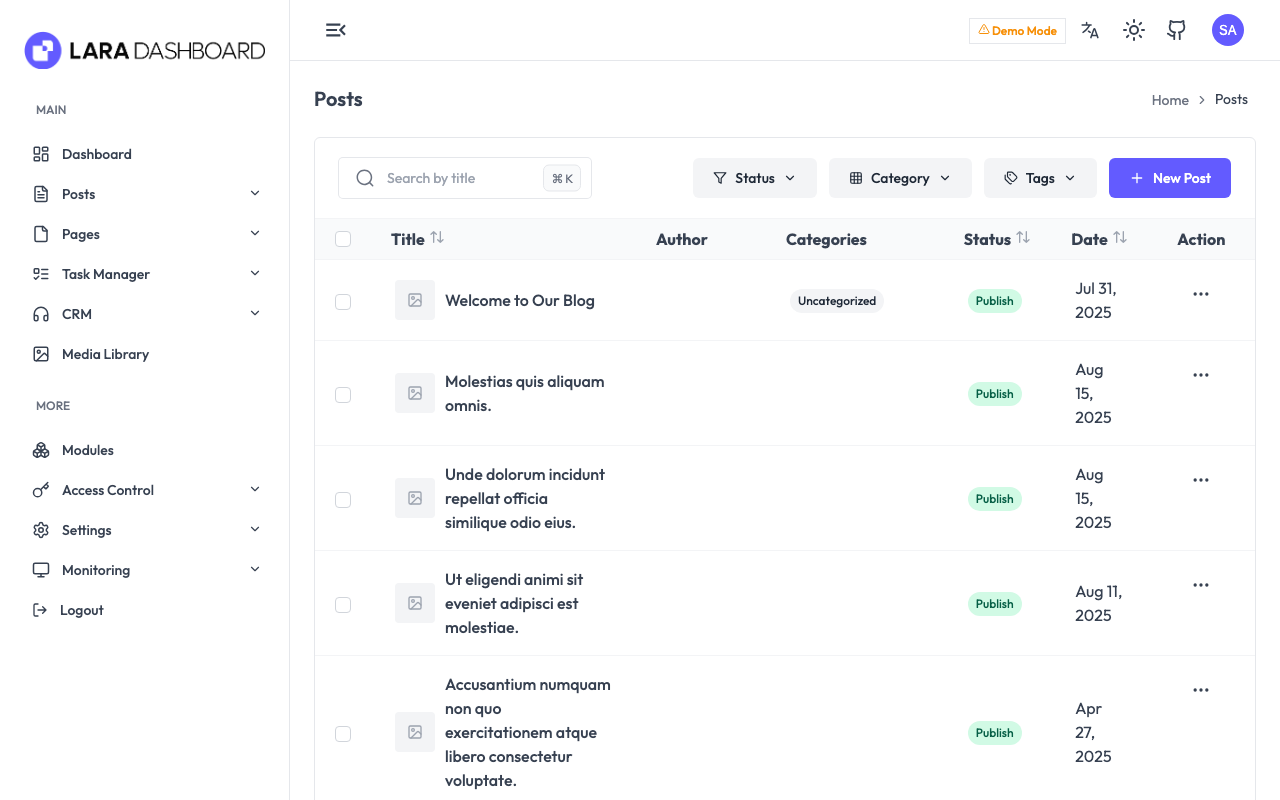 LARA DASHBOARD
MAIN
Dashboard
Posts
Pages
Task Manager
CRM
Media Library
MORE
Modules
Access Control
Settings
Monitoring
Logout
Demo Mode
SA
Posts
Home
Posts
Search by title
⌘ K
Status
Category
Tags
New Post
Title
Author
Categories
Status
Date
Action
Welcome to Our Blog
Uncategorized
Publish
Jul 31,
2025
Molestias quis aliquam
omnis.
Publish
Aug
15,
2025
Unde dolorum incidunt
repellat officia
similique odio eius.
Publish
Aug
15,
2025
Ut eligendi animi sit
eveniet adipisci est
molestiae.
Publish
Aug 11,
2025
Accusantium numquam
non quo
exercitationem atque
libero consectetur
voluptate.
Publish
Apr
27,
2025